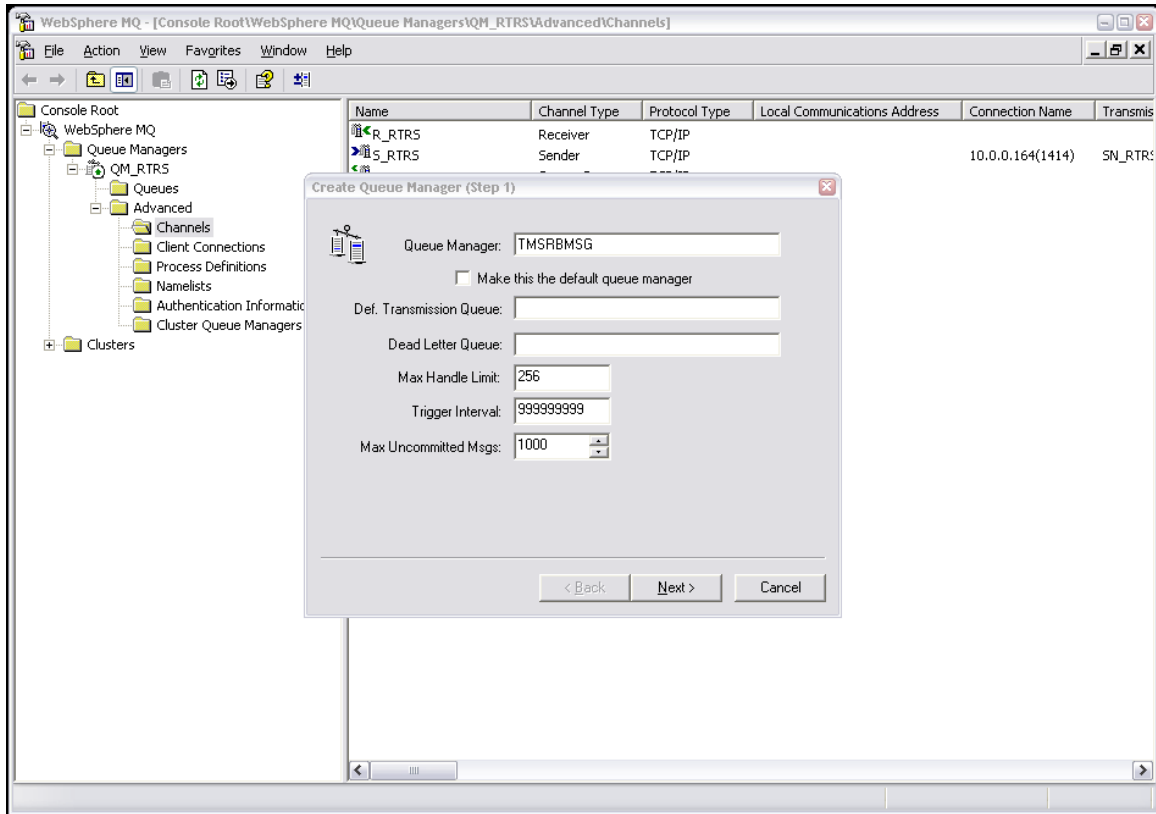 WebSphere MQ - [Console Root\WebSphere MQ\Queue Managers\QM_RTRS\Advanced\Channels]
File Action View Favorites Window Help
Console Root
WebSphere MQ
Queue Managers
QM_RTRS
Queues
Advanced
Channels
Client Connections
Process Definitions
Namelists
Authentication Informatic
Cluster Queue Managers
Clusters
Name Channel Type Protocol Type Local Communications Address Connection Name Transmis
R_RTRS Receiver TCP/IP
S_RTRS Sender TCP/IP 10.0.0.164(1414) SN_RTRS
Create Queue Manager (Step 1)
Queue Manager: TMSRBMSG
Make this the default queue manager
Def. Transmission Queue:
Dead Letter Queue:
Max Handle Limit: 256
Trigger Interval: 999999999
Max Uncommitted Msgs: 1000
< Back Next > Cancel